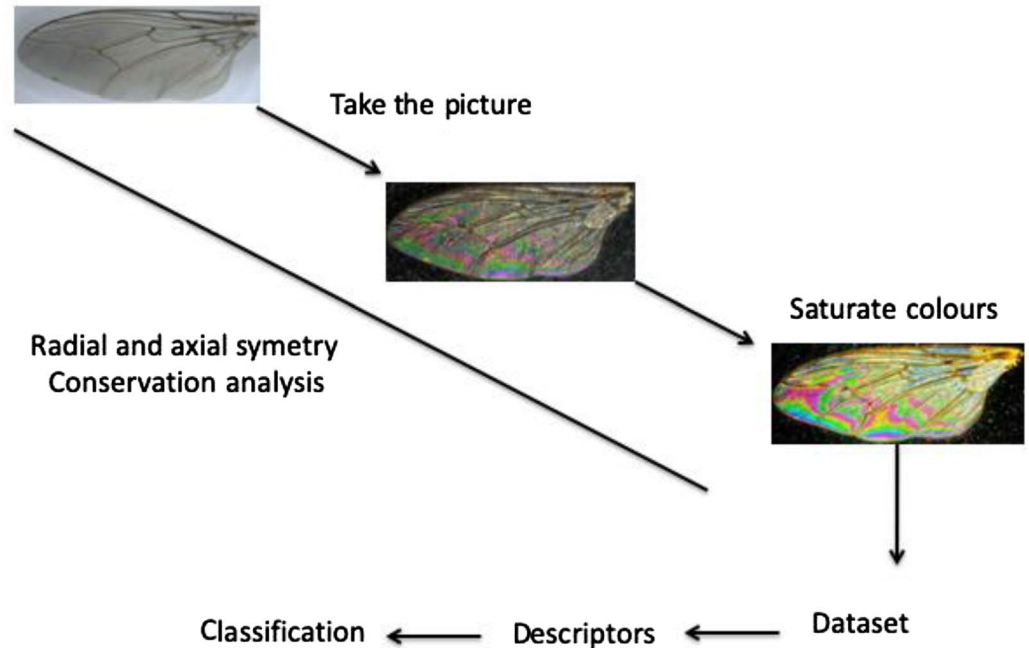 Take the picture
Saturate colours
Radial and axial symetry
Conservation analysis
Dataset
Descriptors
Classification